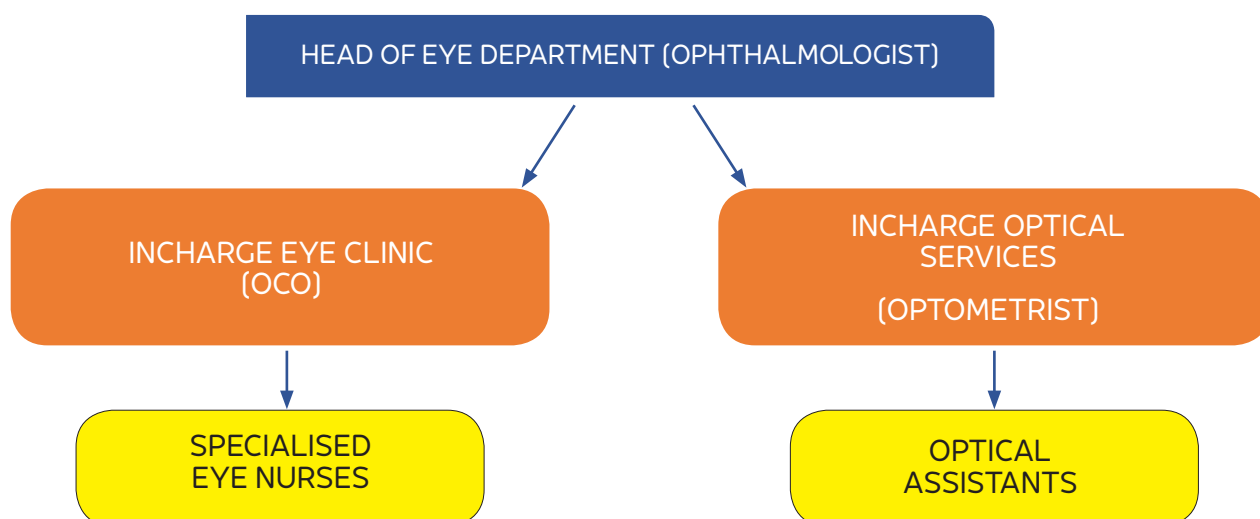 HEAD OF EYE DEPARTMENT (OPHTHALMOLOGIST)
INCHARGE EYE CLINIC
(OCO)
INCHARGE OPTICAL
SERVICES
(OPTOMETRIST)
SPECIALISED
EYE NURSES
OPTICAL
ASSISTANTS